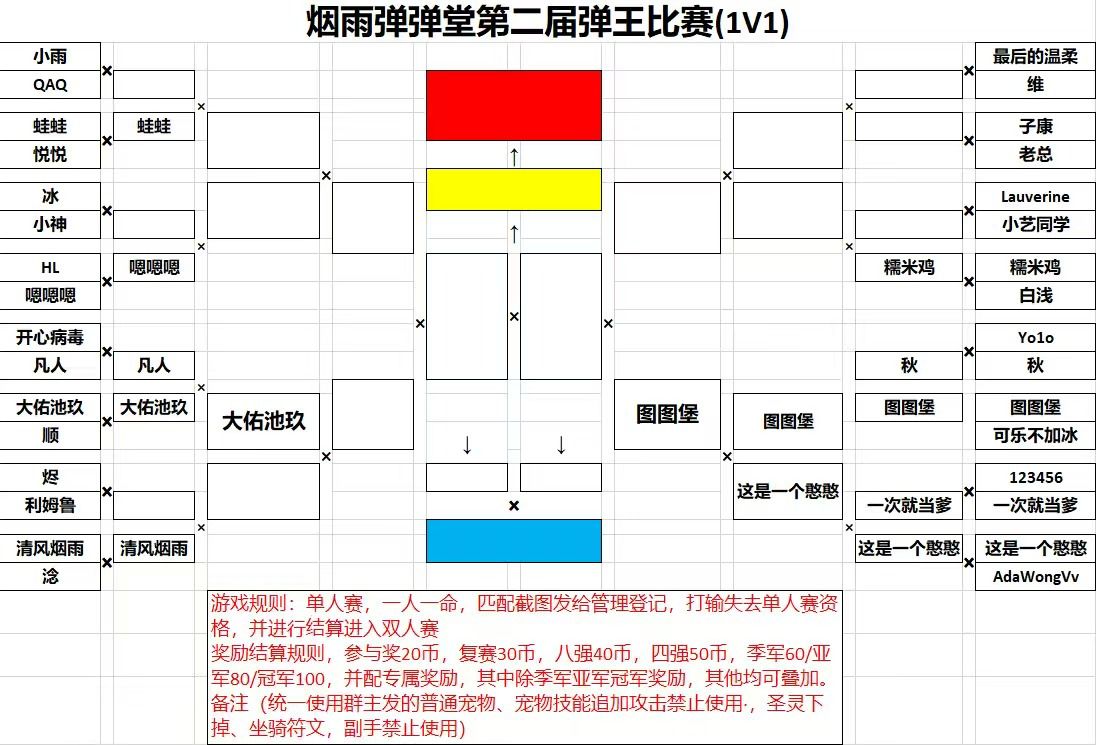 烟雨弹弹堂第二届弹王比赛(1V1)
小雨
QAQ
蛙蛙
悦悦
冰
小神
HL
嗯嗯嗯
开心病毒
凡人
大佑池玖
顺
烬
利姆鲁
清风烟雨
淰
蛙蛙
嗯嗯嗯
凡人
大佑池玖
清风烟雨
大佑池玖
图图堡
图图堡
这是一个憨憨
糯米鸡
秋
图图堡
一次就当爹
这是一个憨憨
最后的温柔
维
子康
老总
Lauverine
小艺同学
糯米鸡
白浅
Yo1o
秋
图图堡
可乐不加冰
123456
一次就当爹
这是一个憨憨
AdaWongVv
游戏规则：单人赛，一人一命，匹配截图发给管理登记，打输失去单人赛资
格，并进行结算进入双人赛
奖励结算规则，参与奖20币，复赛30币，八强40币，四强50币，季军60/亚
军80/冠军100，并配专属奖励，其中除季军亚军冠军奖励，其他均可叠加。
备注（统一使用群主发的普通宠物、宠物技能追加攻击禁止使用·，圣灵下
掉、坐骑符文，副手禁止使用）